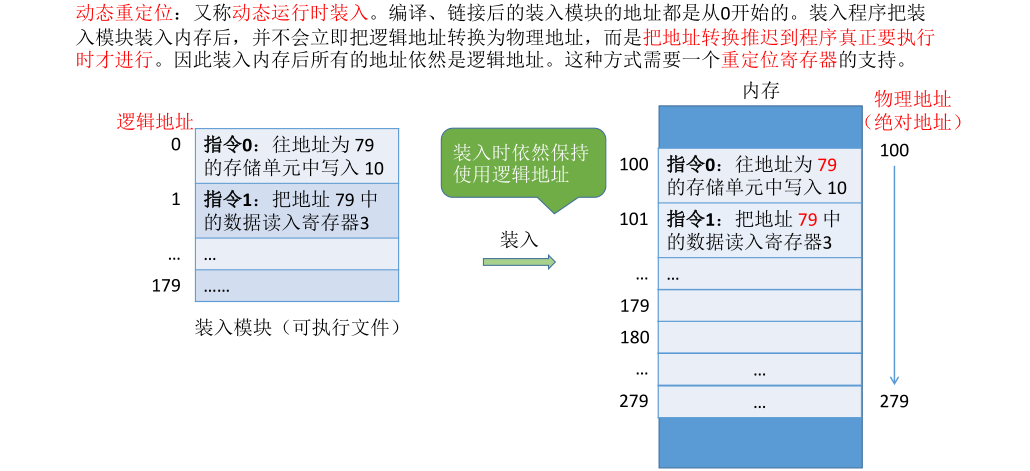 动态重定位：又称动态运行时装入。编译、链接后的装入模块的地址都是从0开始的。装入程序把装
入模块装入内存后，并不会立即把逻辑地址转换为物理地址，而是把地址转换推迟到程序真正要执行
时才进行。因此装入内存后所有的地址依然是逻辑地址。这种方式需要一个重定位寄存器的支持。
逻辑地址
0
指令0：往地址为 79
的存储单元中写入 10
1
指令1：把地址 79 中
的数据读入寄存器3
...
...
179
......
装入模块（可执行文件）
装入时依然保持
使用逻辑地址
装入
内存
物理地址
（绝对地址）
100
指令0：往地址为 79
的存储单元中写入 10
100
101
指令1：把地址 79 中
的数据读入寄存器3
...
...
179
180
...
...
279
...
279